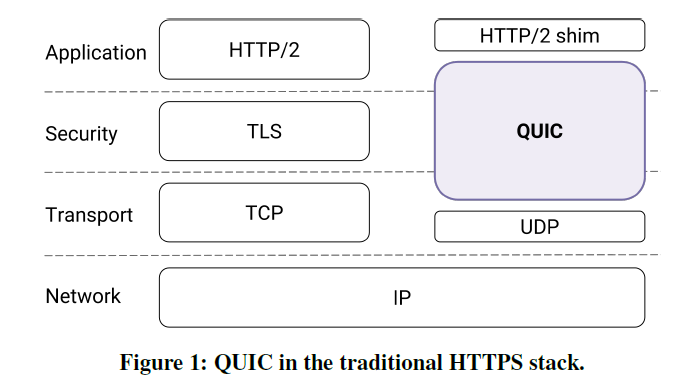 Application
HTTP/2
HTTP/2 shim
Security
TLS
QUIC
Transport
TCP
UDP
Network
IP
Figure 1: QUIC in the traditional HTTPS stack.